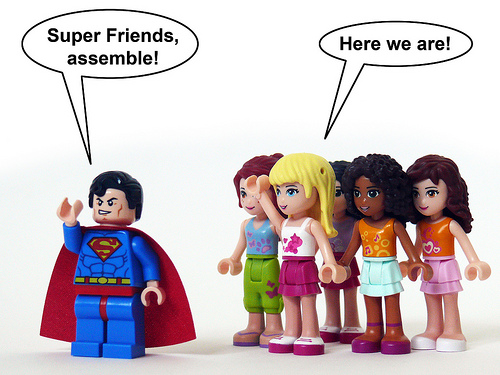 Super Friends,
assemble!
Here we are!
S